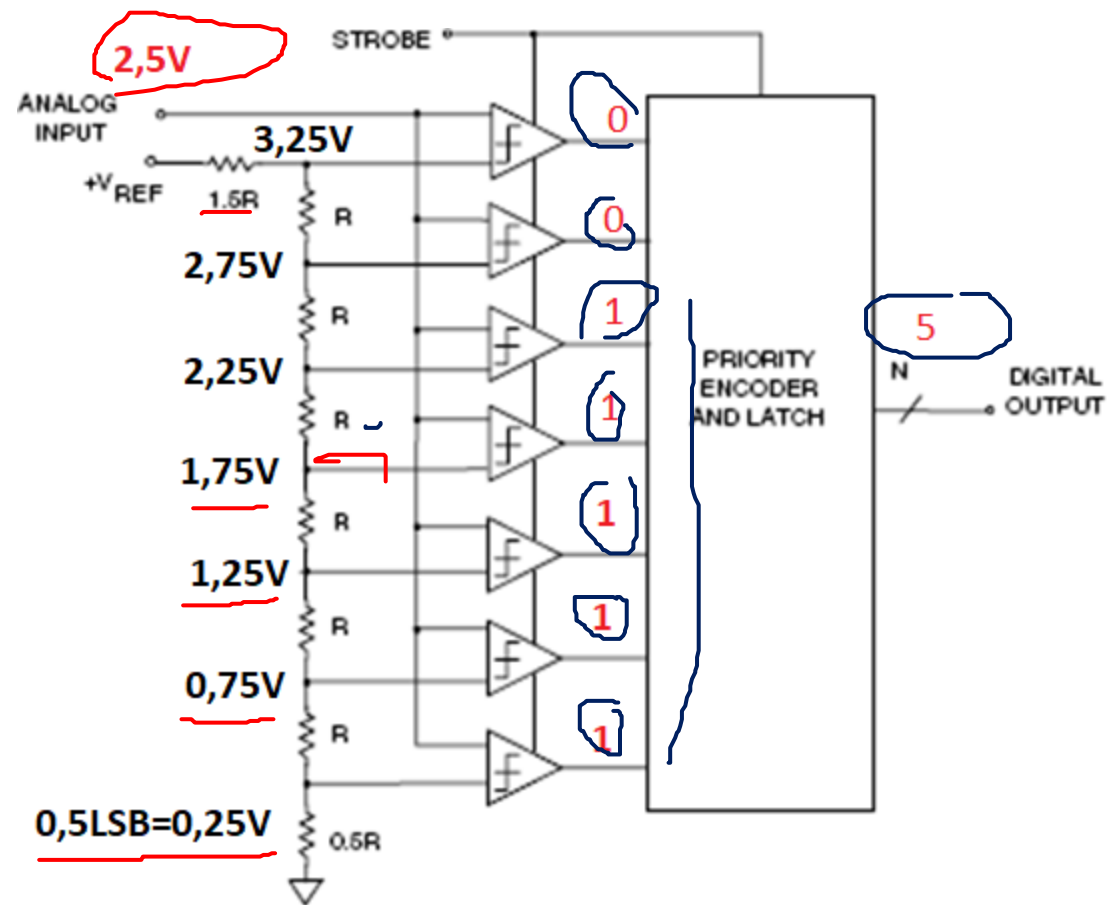 STROBE
2,5V
ANALOG
INPUT
0
3,25V
+VREF
1.5R
R
0
2,75V
R
1
5
2,25V
PRIORITY
ENCODER
AND LATCH
N
DIGITAL
OUTPUT
R
1
1,75V
R
1
1,25V
R
1
0,75V
R
1
0,5LSB=0,25V
0.5R